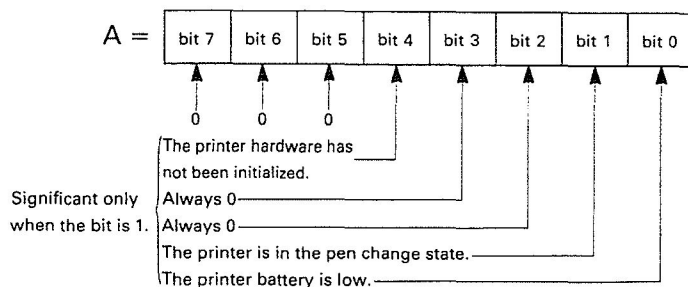 A = bit 7 bit 6 bit 5 bit 4 bit 3 bit 2 bit 1 bit 0
0 0 0
The printer hardware has
not been initialized.
Significant only
when the bit is 1.
Always 0
Always 0
The printer is in the pen change state.
The printer battery is low.